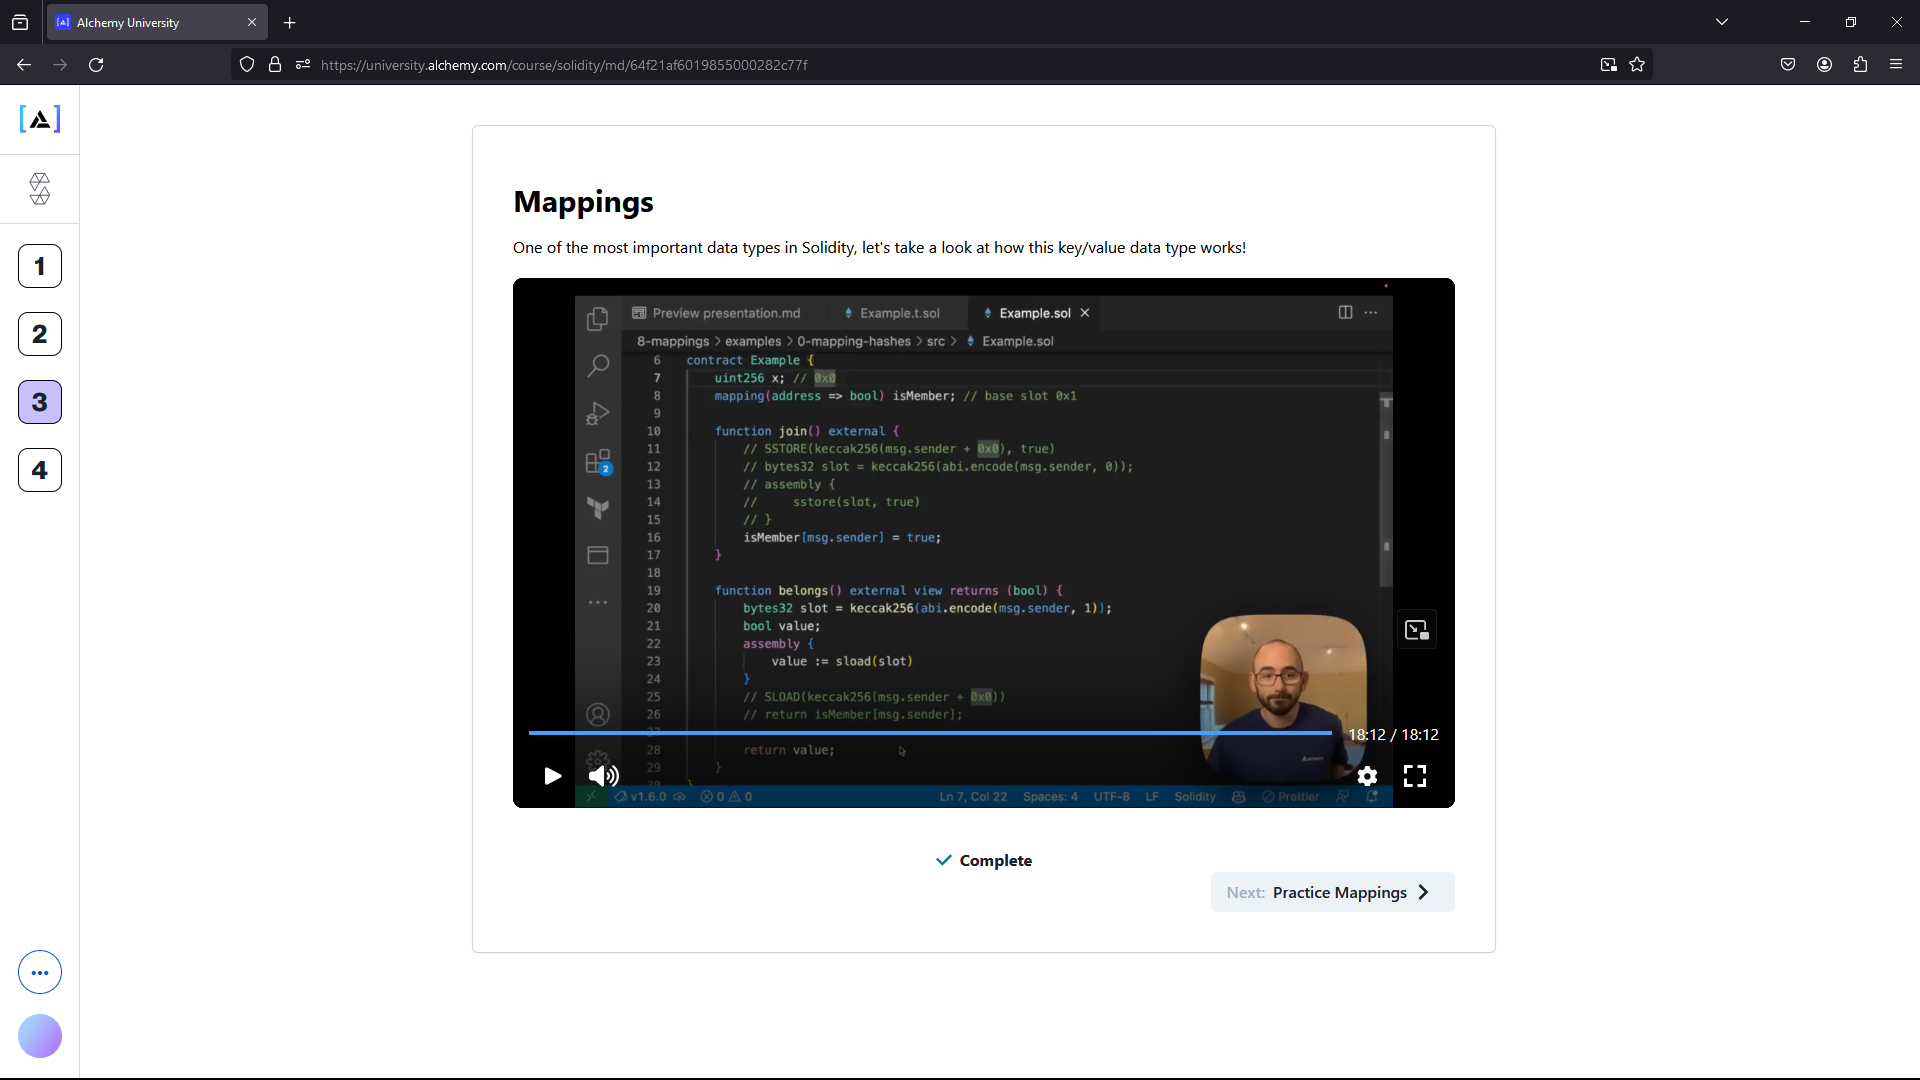 Alchemy University
https://university.alchemy.com/course/solidity/md/64f21af6019855000282c77f
1
2
3
4
Mappings
One of the most important data types in Solidity, let's take a look at how this key/value data type works!
Preview presentation.md
Example.t.sol
Example.sol
8-mappings > examples > 0-mapping-hashes > src > Example.sol
6 contract Example {
7 uint256 x; // 0x0
8 mapping(address => bool) isMember; // base slot 0x1
9
10 function join() external {
11 // SSTORE(keccak256(msg.sender + 0x0), true)
12 // bytes32 slot = keccak256(abi.encode(msg.sender, 0));
13 // assembly {
14 // sstore(slot, true)
15 // }
16 isMember[msg.sender] = true;
17 }
18
19 function belongs() external view returns (bool) {
20 bytes32 slot = keccak256(abi.encode(msg.sender, 1));
21 bool value;
22 assembly {
23 value := sload(slot)
24 }
25 // SLOAD(keccak256(msg.sender + 0x0))
26 // return isMember[msg.sender];
27
28 return value;
29 }
30 }
2
18:12 / 18:12
v1.6.0
0
0
Ln 7, Col 22
Spaces: 4
UTF-8
LF
Solidity
Prettier
Complete
Next: Practice Mappings